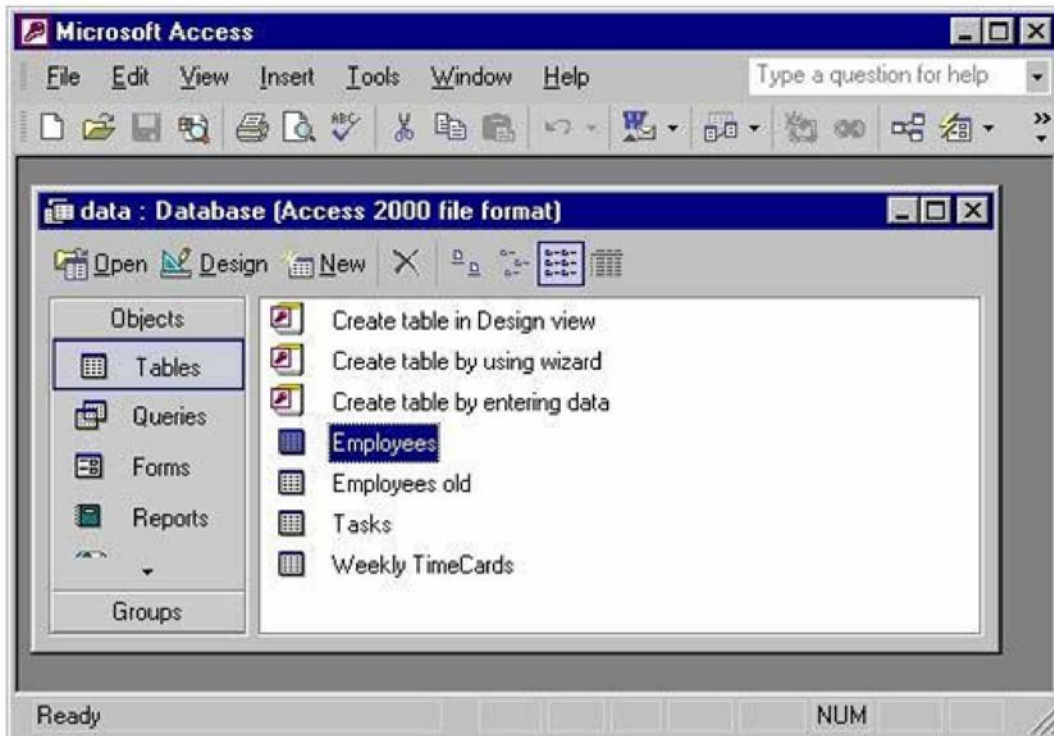 Microsoft Access
File Edit View Insert Tools Window Help Type a question for help
ABC
W
data : Database (Access 2000 file format)
Open Design New
Objects
Tables
Queries
Forms
Reports
Groups
Create table in Design view
Create table by using wizard
Create table by entering data
Employees
Employees old
Tasks
Weekly TimeCards
Ready NUM